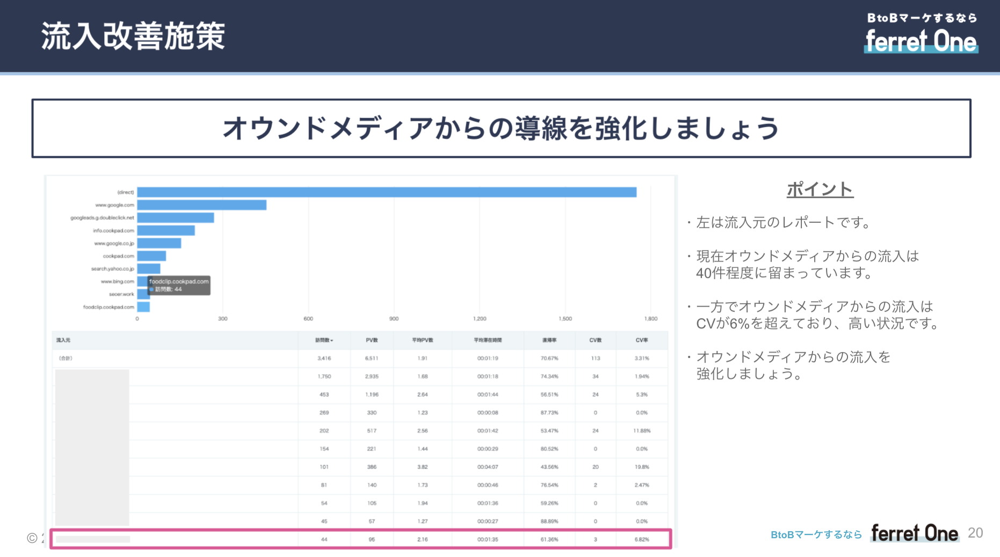 流入改善施策
BtoBマーケするなら
ferret One
オウンドメディアからの導線を強化しましょう
(direct)
www.google.com
googleads.g.doubleclick.net
info.cookpad.com
www.google.co.jp
cookpad.com
search.yahoo.co.jp
www.bing.com
seoer.work
foodclip.cookpad.com
foodclip.cookpad.com
訪問数: 44
0 300 600 900 1,200 1,500 1,800
流入元 訪問数 PV数 平均PV数 平均滞在時間 直帰率 CV数 CV率
(合計) 3,416 6,511 1.91 00:01:19 70.67% 113 3.31%
1,750 2,935 1.68 00:01:18 74.34% 34 1.94%
453 1,196 2.64 00:01:44 56.51% 24 5.3%
269 330 1.23 00:00:08 87.73% 0 0.0%
202 517 2.56 00:01:42 53.47% 24 11.88%
154 221 1.44 00:00:29 80.52% 0 0.0%
101 386 3.82 00:04:07 43.56% 20 19.8%
81 140 1.73 00:00:46 76.54% 2 2.47%
54 105 1.94 00:01:36 59.26% 0 0.0%
45 57 1.27 00:00:27 88.89% 0 0.0%
44 95 2.16 00:01:35 61.36% 3 6.82%
ポイント
・左は流入元のレポートです。
・現在オウンドメディアからの流入は
40件程度に留まっています。
・一方でオウンドメディアからの流入は
CVが6%を超えており、高い状況です。
・オウンドメディアからの流入を
強化しましょう。
©
BtoBマーケするなら ferret One 20